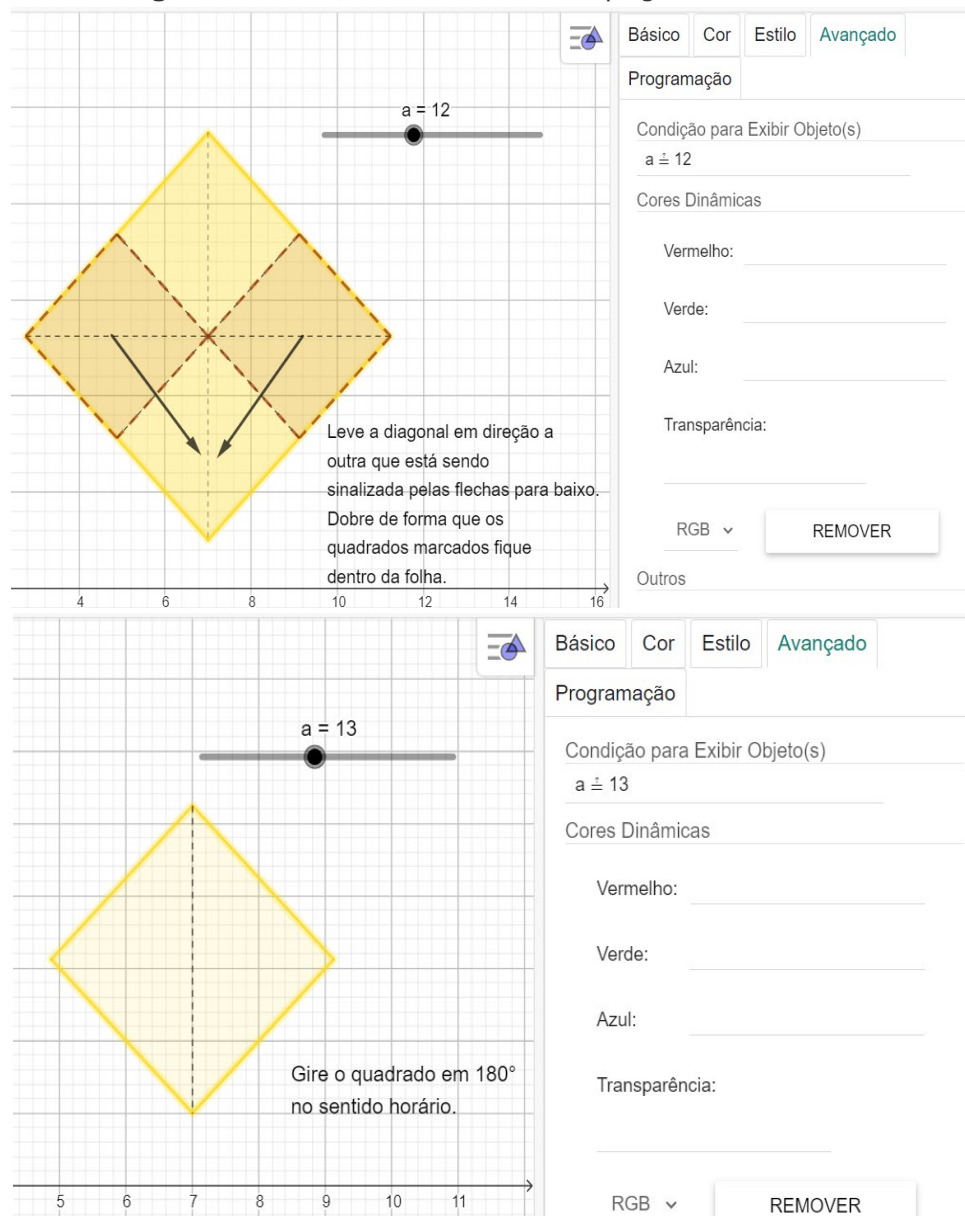 Básico Cor Estilo Avançado
Programação
a = 12
Condição para Exibir Objeto(s)
a ≟ 12
Cores Dinâmicas
Vermelho:
Verde:
Azul:
Transparência:
Leve a diagonal em direção a
outra que está sendo
sinalizada pelas flechas para baixo.
Dobre de forma que os
quadrados marcados fique
dentro da folha.
RGB REMOVER
Outros
4 6 8 10 12 14 16
Básico Cor Estilo Avançado
Programação
a = 13
Condição para Exibir Objeto(s)
a ≟ 13
Cores Dinâmicas
Vermelho:
Verde:
Azul:
Transparência:
Gire o quadrado em 180°
no sentido horário.
5 6 7 8 9 10 11
RGB REMOVER